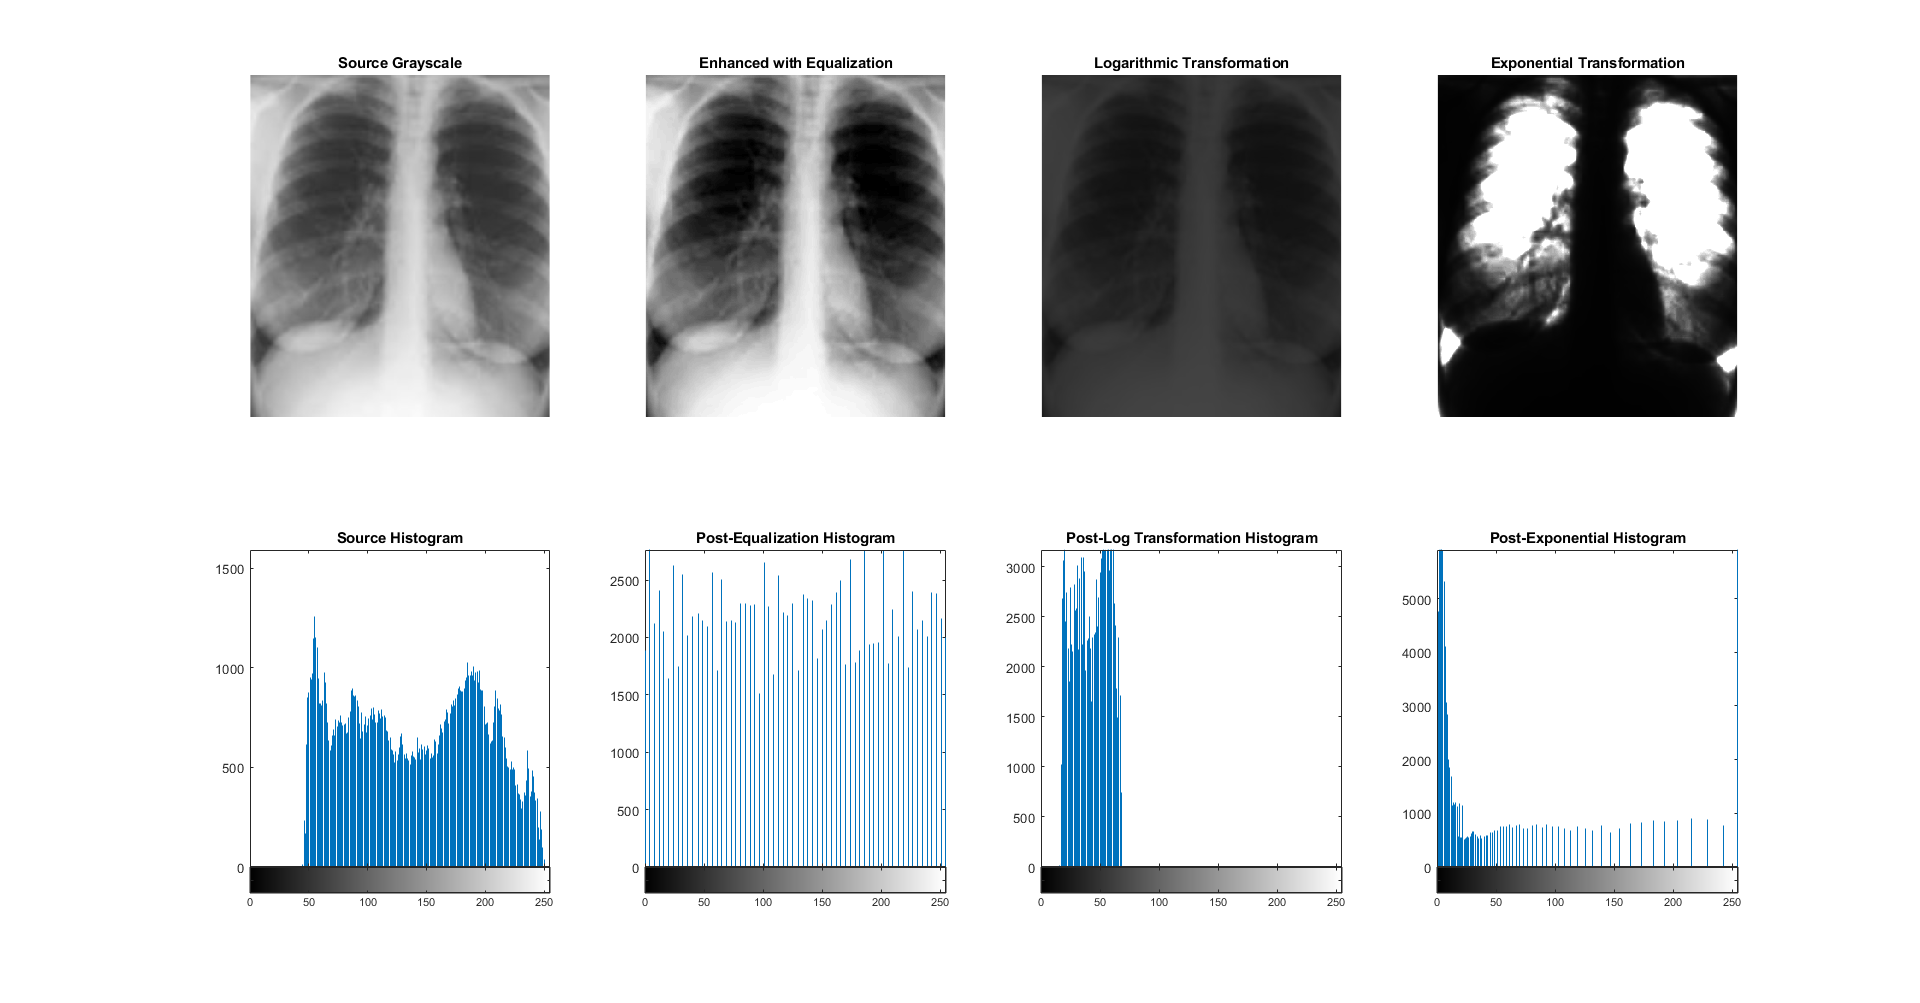 Source Grayscale
Enhanced with Equalization
Logarithmic Transformation
Exponential Transformation
Source Histogram
1500
1000
500
0
0 50 100 150 200 250
Post-Equalization Histogram
2500
2000
1500
1000
500
0
0 50 100 150 200 250
Post-Log Transformation Histogram
3000
2500
2000
1500
1000
500
0
0 50 100 150 200 250
Post-Exponential Histogram
5000
4000
3000
2000
1000
0
0 50 100 150 200 250